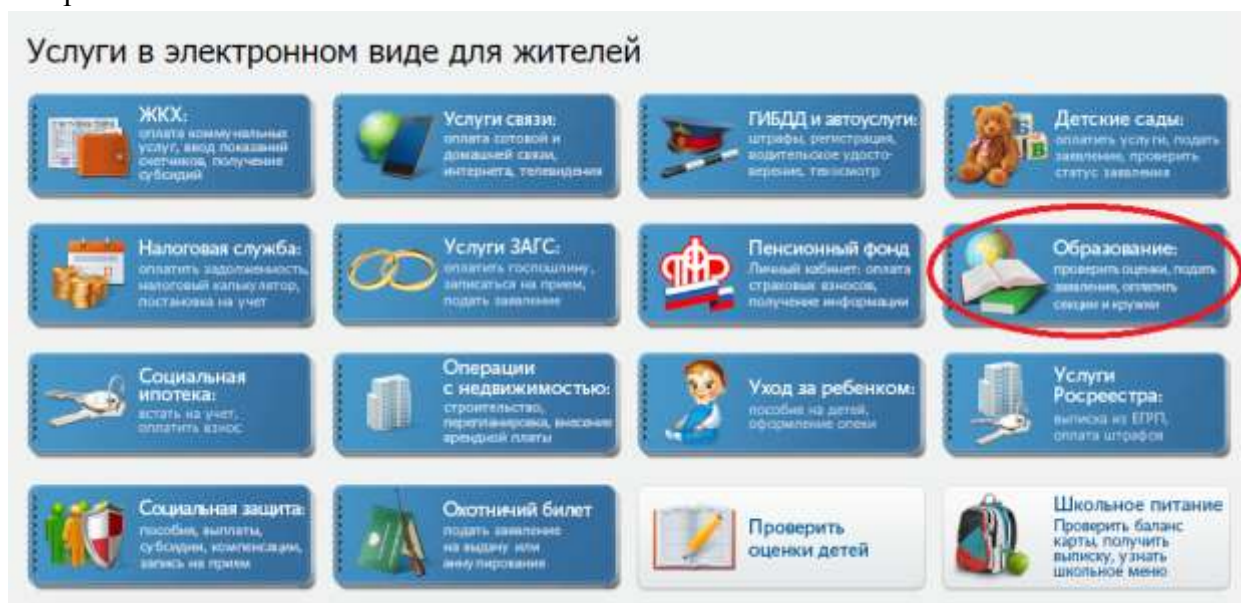 Услуги в электронном виде для жителей
ЖКХ:
оплата коммунальных
услуг, ввод показаний
счетчиков, получение
субсидий
Услуги связи:
оплата сотовой и
домашней связи,
интернета, телевидения
ГИБДД и автоуслуги:
штрафы, регистрация,
водительское удосто-
верение, техосмотр
Детские сады:
оплатить услуги, подать
заявление, проверить
статус заявления
Налоговая служба:
оплатить задолженность,
налоговый калькулятор,
постановка на учет
Услуги ЗАГС:
оплатить госпошлину,
записаться на прием,
подать заявление
Пенсионный фонд
Личный кабинет: оплата
страховых взносов,
получение информации
Образование:
проверить оценки, подать
заявление, оплатить
секции и кружки
Социальная
ипотека:
встать на учет,
оплатить взнос
Операции
с недвижимостью:
строительство,
перепланировка, внесение
арендной платы
Уход за ребенком:
пособия на детей,
оформление опеки
Услуги
Росреестра:
выписка из ЕГРП,
оплата штрафов
Социальная защита:
пособия, выплаты,
субсидии, компенсации,
запись на прием
Охотничий билет
подать заявление
на выдачу или
аннулирование
Проверить
оценки детей
Школьное питание
Проверить баланс
карты, получить
выписку, узнать
школьное меню